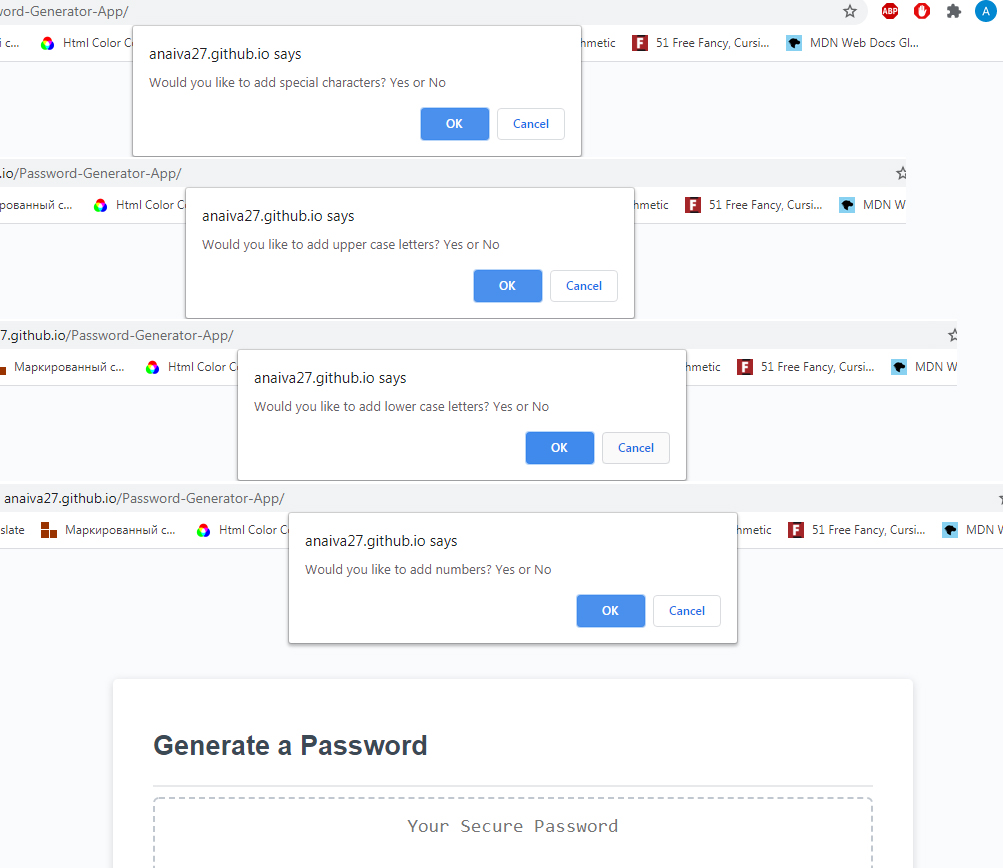 word-Generator-App/
ABP
A
й с...
Html Color C
hmetic
51 Free Fancy, Cursi...
MDN Web Docs Gl...
anaiva27.github.io says
Would you like to add special characters? Yes or No
OK
Cancel
.io/Password-Generator-App/
рованный с...
Html Color C
hmetic
51 Free Fancy, Cursi...
MDN W
anaiva27.github.io says
Would you like to add upper case letters? Yes or No
OK
Cancel
7.github.io/Password-Generator-App/
Маркированный с...
Html Color C
hmetic
51 Free Fancy, Cursi...
MDN W
anaiva27.github.io says
Would you like to add lower case letters? Yes or No
OK
Cancel
anaiva27.github.io/Password-Generator-App/
slate
Маркированный с...
Html Color C
hmetic
51 Free Fancy, Cursi...
MDN W
anaiva27.github.io says
Would you like to add numbers? Yes or No
OK
Cancel
Generate a Password
Your Secure Password